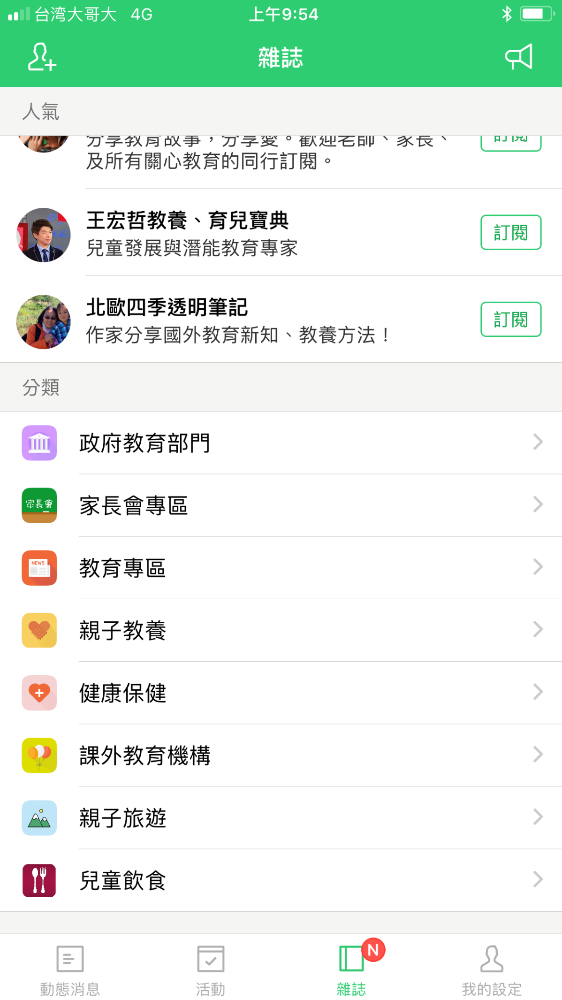 台湾大哥大 4G 上午9:54
雜誌
人氣
分享教育故事，分享愛。歡迎老師、家長、
訂閱
及所有關心教育的同行訂閱。
王宏哲教養、育兒寶典
兒童發展與潛能教育專家
訂閱
北歐四季透明筆記
作家分享國外教育新知、教養方法！
訂閱
分類
政府教育部門
家長會
家長會專區
NEWS
教育專區
親子教養
健康保健
課外教育機構
親子旅遊
兒童飲食
N
動態消息 活動 雜誌 我的設定